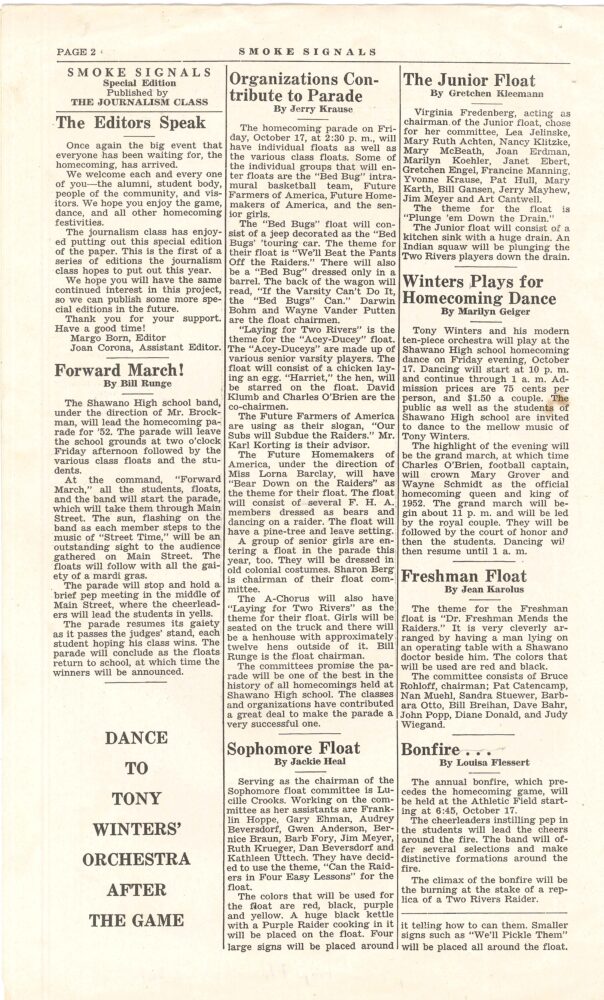 PAGE 2
SMOKE SIGNALS
SMOKE SIGNALS
Special Edition
Published by
THE JOURNALISM CLASS
The Editors Speak
Once again the big event that
everyone has been waiting for, the
homecoming, has arrived.
We welcome each and every one
of you—the alumni, student body,
people of the community, and vis-
itors. We hope you enjoy the game,
dance, and all other homecoming
festivities.
The journalism class has enjoy-
ed putting out this special edition
of the paper. This is the first of a
series of editions the journalism
class hopes to put out this year.
We hope you will have the same
continued interest in this project,
so we can publish some more spe-
cial editions in the future.
Thank you for your support.
Have a good time!
Margo Born, Editor
Joan Corona, Assistant Editor.
Forward March!
By Bill Runge
The Shawano High school band,
under the direction of Mr. Brock-
man, will lead the homecoming pa-
rade for '52. The parade will leave
the school grounds at two o'clock
Friday afternoon followed by the
various class floats and the stu-
dents.
At the command, "Forward
March," all the students, floats,
and the band will start the parade,
which will take them through Main
Street. The sun, flashing on the
band as each member steps to the
music of "Street Time," will be an
outstanding sight to the audience
gathered on Main Street. The
floats will follow with all the gai-
ety of a mardi gras.
The parade will stop and hold a
brief pep meeting in the middle of
Main Street, where the cheerlead-
ers will lead the students in yells.
The parade resumes its gaiety
as it passes the judges' stand, each
student hoping his class wins. The
parade will conclude as the floats
return to school, at which time the
winners will be announced.
DANCE
TO
TONY
WINTERS'
ORCHESTRA
AFTER
THE GAME
Organizations Con-
tribute to Parade
By Jerry Krause
The homecoming parade on Fri-
day, October 17, at 2:30 p. m., will
have individual floats as well as
the various class floats. Some of
the individual groups that will en-
ter floats are the "Bed Bug" intra-
mural basketball team, Future
Farmers of America, Future Home-
makers of America, and the sen-
ior girls.
The "Bed Bugs" float will con-
sist of a jeep decorated as the "Bed
Bugs' 'touring car. The theme for
their float is "We'll Beat the Pants
Off the Raiders." There will also
be a "Bed Bug" dressed only in a
barrel. The back of the wagon will
read, "If the Varsity Can't Do It,
the "Bed Bugs" Can." Darwin
Bohm and Wayne Vander Putten
are the float chairmen.
"Laying for Two Rivers" is the
theme for the "Acey-Ducey" float.
The "Acey-Duceys" are made up of
various senior varsity players. The
float will consist of a chicken lay-
ing an egg. "Harriet," the hen, will
be starred on the float. David
Klumb and Charles O'Brien are the
co-chairmen.
The Future Farmers of America
are using as their slogan, "Our
Subs will Subdue the Raiders." Mr.
Karl Korting is their advisor.
The Future Homemakers of
America, under the direction of
Miss Lorna Barclay, will have
"Bear Down on the Raiders" as
the theme for their float. The float
will consist of several F. H. A.
members dressed as bears and
dancing on a raider. The float will
have a pine-tree and leave setting.
A group of senior girls are en-
tering a float in the parade this
year, too. They will be dressed in
old colonial costumes. Sharon Berg
is chairman of their float com-
mittee.
The A-Chorus will also have
"Laying for Two Rivers" as the
theme for their float. Girls will be
seated on the truck and there will
be a henhouse with approximately
twelve hens outside of it. Bill
Runge is the float chairman.
The committees promise the pa-
rade will be one of the best in the
history of all homecomings held at
Shawano High school. The classes
and organizations have contributed
a great deal to make the parade a
very successful one.
Sophomore Float
By Jackie Heal
Serving as the chairman of the
Sophomore float committee is Lu-
cille Crooks. Working on the com-
mittee as her assistants are Frank-
lin Hoppe, Gary Ehman, Audrey
Beversdorf, Gwen Anderson, Ber-
nice Braun, Barb Fory, Jim Meyer,
Ruth Krueger, Dan Beversdorf and
Kathleen Uttech. They have decid-
ed to use the theme, "Can the Raid-
ers in Four Easy Lessons" for the
float.
The colors that will be used for
the float are red, black, purple
and yellow. A huge black kettle
with a Purple Raider cooking in it
will be placed on the float. Four
large signs will be placed around
The Junior Float
By Gretchen Kleemann
Virginia Fredenberg, acting as
chairman of the Junior float, chose
for her committee, Lea Jelinske,
Mary Ruth Achten, Nancy Klitzke,
Mary McBeath, Joan Erdman,
Marilyn Koehler, Janet Ebert,
Gretchen Engel, Francine Manning,
Yvonne Krause, Pat Hull, Mary
Karth, Bill Gansen, Jerry Mayhew,
Jim Meyer and Art Cantwell.
The theme for the float is
"Plunge 'em Down the Drain."
The Junior float will consist of a
kitchen sink with a huge drain. An
Indian squaw will be plunging the
Two Rivers players down the drain.
Winters Plays for
Homecoming Dance
By Marilyn Geiger
Tony Winters and his modern
ten-piece orchestra will play at the
Shawano High school homecoming
dance on Friday evening, October
17. Dancing will start at 10 p. m.
and continue through 1 a. m. Ad-
mission prices are 75 cents per
person, and $1.50 a couple. The
public as well as the students of
Shawano High school are invited
to dance to the mellow music of
Tony Winters.
The highlight of the evening will
be the grand march, at which time
Charles O'Brien, football captain,
will crown Mary Grover and
Wayne Schmidt as the official
homecoming queen and king of
1952. The grand march will be-
gin about 11 p. m. and will be led
by the royal couple. They will be
followed by the court of honor and
then the students. Dancing wil
then resume until 1 a. m.
Freshman Float
By Jean Karolus
The theme for the Freshman
float is "Dr. Freshman Mends the
Raiders." It is very cleverly ar-
ranged by having a man lying on
an operating table with a Shawano
doctor beside him. The colors that
will be used are red and black.
The committee consists of Bruce
Rohloff, chairman; Pat Catencamp,
Nan Muehl, Sandra Stuewer, Barb-
ara Otto, Bill Breihan, Dave Bahr,
John Popp, Diane Donald, and Judy
Wiegand.
Bonfire . . .
By Louisa Flessert
The annual bonfire, which pre-
cedes the homecoming game, will
be held at the Athletic Field start-
ing at 6:45, October 17.
The cheerleaders instilling pep in
the students will lead the cheers
around the fire. The band will of-
fer several selections and make
distinctive formations around the
fire.
The climax of the bonfire will be
the burning at the stake of a rep-
lica of a Two Rivers Raider.
it telling how to can them. Smaller
signs such as "We'll Pickle Them"
will be placed all around the float.